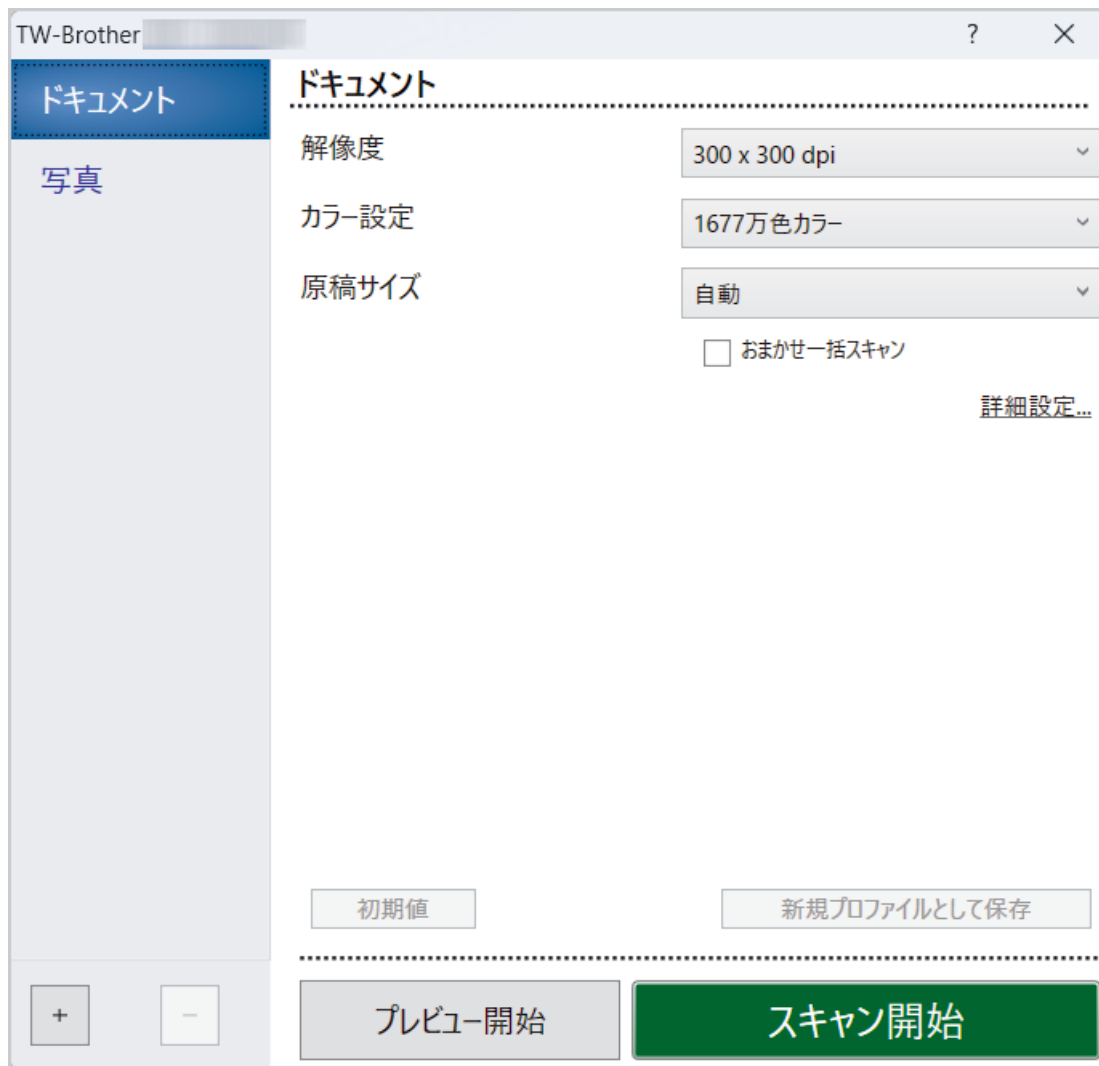 TW-Brother
?
ドキュメント
写真
ドキュメント
解像度
300 x 300 dpi
カラー設定
1677万色カラー
原稿サイズ
自動
おまかせ一括スキャン
詳細設定...
初期値
新規プロファイルとして保存
+
-
プレビュー開始
スキャン開始